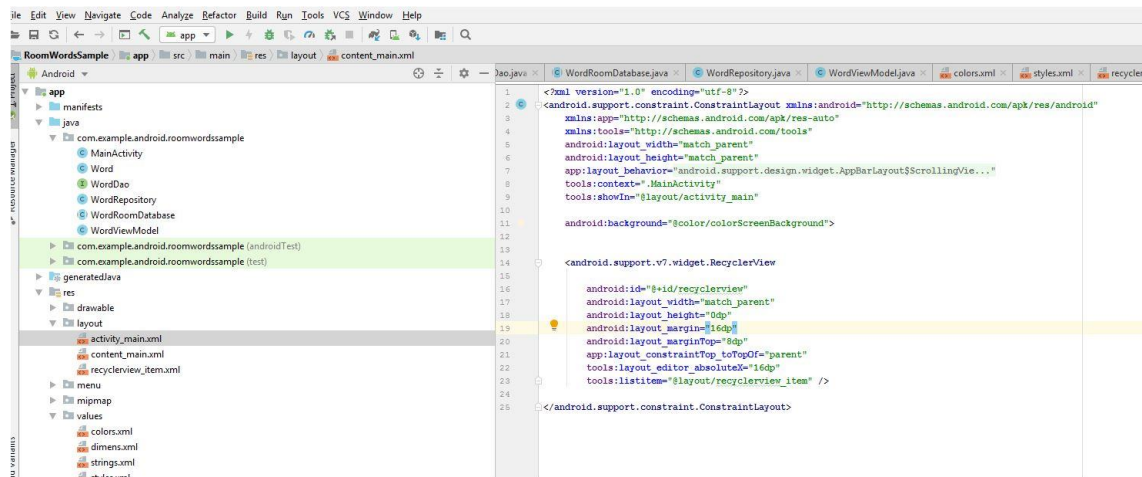 ile Edit View Navigate Code Analyze Refactor Build Run Tools VCS Window Help
app
RoomWordsSample app src main res layout content_main.xml
Android
Dao.java WordRoomDatabase.java WordRepository.java WordViewModel.java colors.xml styles.xml recycler
app
manifests
java
com.example.android.roomwordssample
MainActivity
Word
WordDao
WordRepository
WordRoomDatabase
WordViewModel
com.example.android.roomwordssample (androidTest)
com.example.android.roomwordssample (test)
generatedJava
res
drawable
layout
activity_main.xml
content_main.xml
recyclerview_item.xml
menu
mipmap
values
colors.xml
dimens.xml
strings.xml
styles.xml
Resource Manager
1 <?xml version="1.0" encoding="utf-8"?>
2 <android.support.constraint.ConstraintLayout xmlns:android="http://schemas.android.com/apk/res/android"
3 xmlns:app="http://schemas.android.com/apk/res-auto"
4 xmlns:tools="http://schemas.android.com/tools"
5 android:layout_width="match_parent"
6 android:layout_height="match_parent"
7 app:layout_behavior="android.support.design.widget.AppBarLayout$ScrollingVie..."
8 tools:context=".MainActivity"
9 tools:showIn="@layout/activity_main"
10
11 android:background="@color/colorScreenBackground">
12
13
14 <android.support.v7.widget.RecyclerView
15
16 android:id="@+id/recyclerview"
17 android:layout_width="match_parent"
18 android:layout_height="0dp"
19 android:layout_margin="16dp"
20 android:layout_marginTop="8dp"
21 app:layout_constraintTop_toTopOf="parent"
22 tools:layout_editor_absoluteX="16dp"
23 tools:listitem="@layout/recyclerview_item" />
24
25 </android.support.constraint.ConstraintLayout>